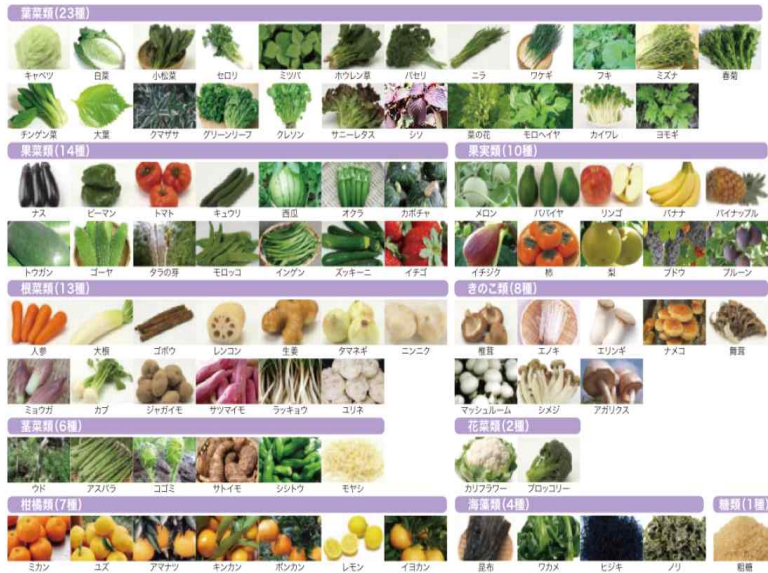 葉菜類(23種)
キャベツ 白菜 小松菜 セロリ ミツバ ホウレン草 パセリ ニラ ワケギ フキ ミズナ 春菊
チンゲン菜 大葉 クマザサ グリーンリーフ クレソン サニーレタス シソ 菜の花 モロヘイヤ カイワレ ヨモギ
果菜類(14種)
ナス ピーマン トマト キュウリ 西瓜 オクラ カボチャ
トウガン ゴーヤ タラの芽 モロッコ インゲン ズッキーニ イチゴ
果実類(10種)
メロン パパイヤ リンゴ バナナ パイナップル
イチジク 柿 梨 ブドウ プルーン
根菜類(13種)
人参 大根 ゴボウ レンコン 生姜 タマネギ ニンニク
ミョウガ カブ ジャガイモ サツマイモ ラッキョウ ユリネ
きのこ類(8種)
椎茸 エノキ エリンギ ナメコ 舞茸
マッシュルーム シメジ アガリクス
茎菜類(6種)
ウド アスパラ コゴミ サトイモ シシトウ モヤシ
花菜類(2種)
カリフラワー ブロッコリー
柑橘類(7種)
ミカン ユズ アマナツ キンカン ポンカン レモン イヨカン
海藻類(4種)
昆布 ワカメ ヒジキ ノリ
糖類(1種)
粗糖